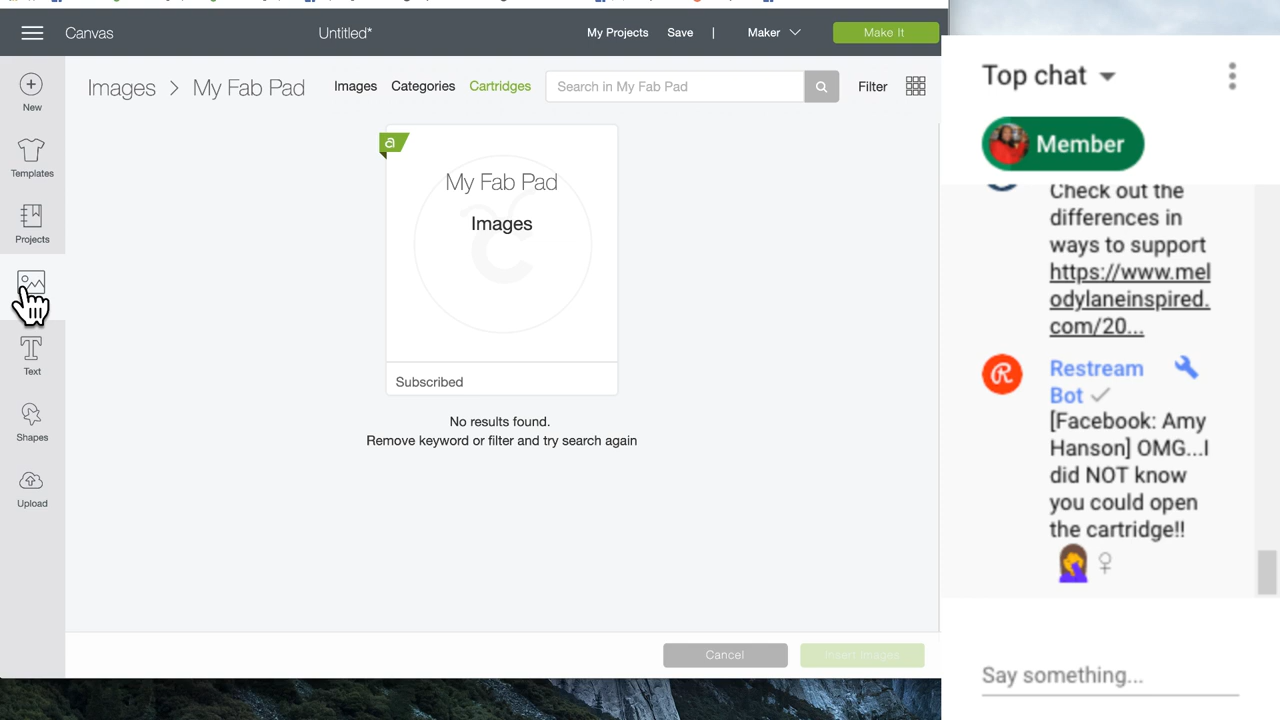 Canvas
Untitled*
My Projects
Save
|
Maker
Make It
New
Templates
Projects
Text
Shapes
Upload
Images > My Fab Pad
Images
Categories
Cartridges
Search in My Fab Pad
Filter
a
My Fab Pad
Images
Subscribed
No results found.
Remove keyword or filter and try search again
Cancel
Insert Images
Top chat
Member
Check out the
differences in
ways to support
https://www.mel
odylaneinspired.
com/20...
R
Restream
Bot
[Facebook: Amy
Hanson] OMG...I
did NOT know
you could open
the cartridge!!
🤦🏾♀
Say something...